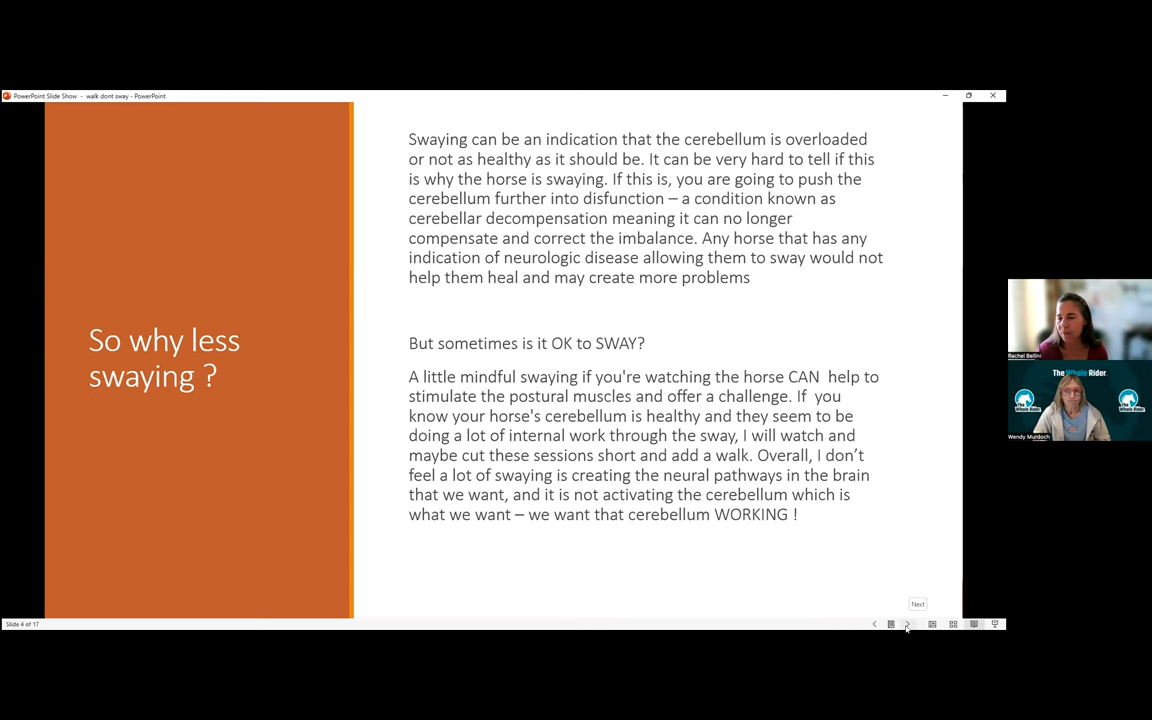 PowerPoint Slide Show - walk dont sway - PowerPoint
So why less
swaying ?
Swaying can be an indication that the cerebellum is overloaded
or not as healthy as it should be. It can be very hard to tell if this
is why the horse is swaying. If this is, you are going to push the
cerebellum further into disfunction – a condition known as
cerebellar decompensation meaning it can no longer
compensate and correct the imbalance. Any horse that has any
indication of neurologic disease allowing them to sway would not
help them heal and may create more problems
But sometimes is it OK to SWAY?
A little mindful swaying if you're watching the horse CAN help to
stimulate the postural muscles and offer a challenge. If you
know your horse's cerebellum is healthy and they seem to be
doing a lot of internal work through the sway, I will watch and
maybe cut these sessions short and add a walk. Overall, I don't
feel a lot of swaying is creating the neural pathways in the brain
that we want, and it is not activating the cerebellum which is
what we want – we want that cerebellum WORKING !
Next
Slide 4 of 17
Rachel Bellini
The Whole Rider.
The Whole Rider
The Whole Rider
Wendy Murdoch